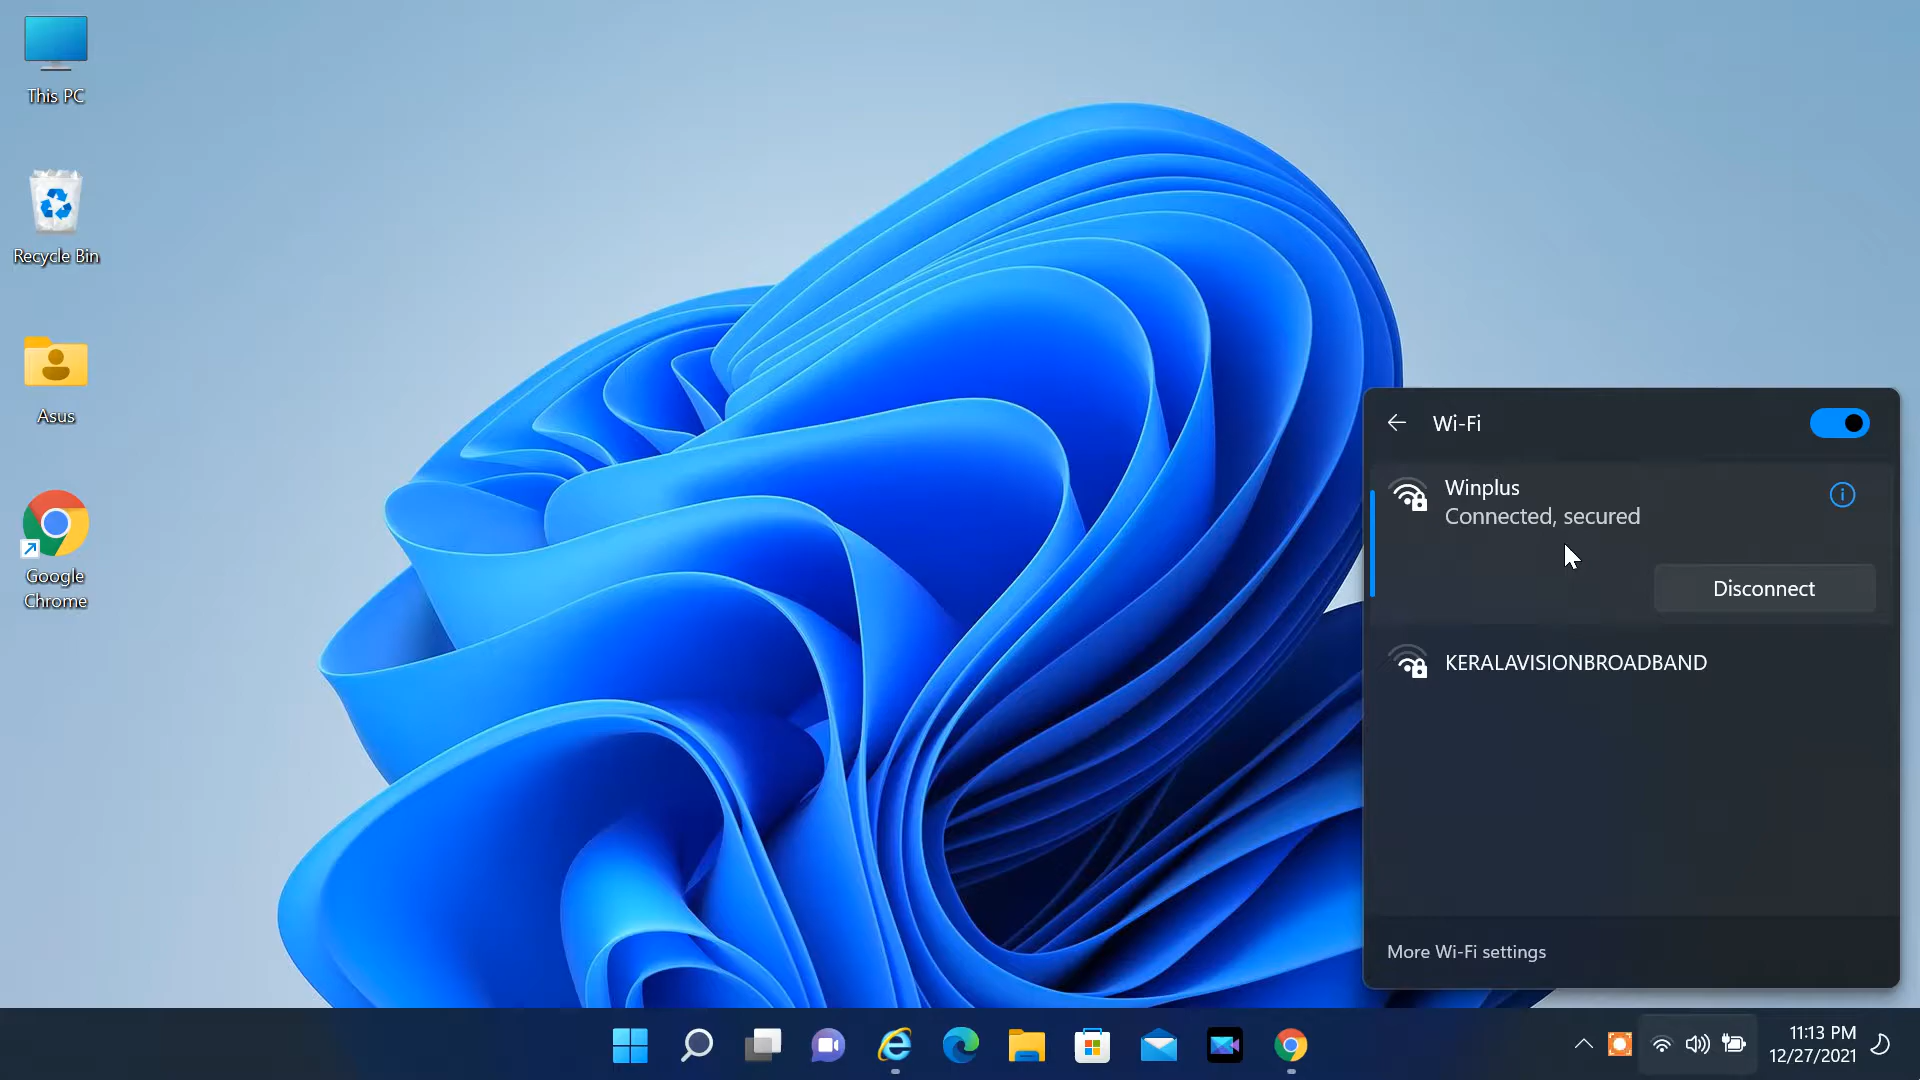 This PC
Recycle Bin
Asus
Google
Chrome
Wi-Fi
Winplus
Connected, secured
Disconnect
KERALAVISIONBROADBAND
More Wi-Fi settings
11:13 PM
12/27/2021